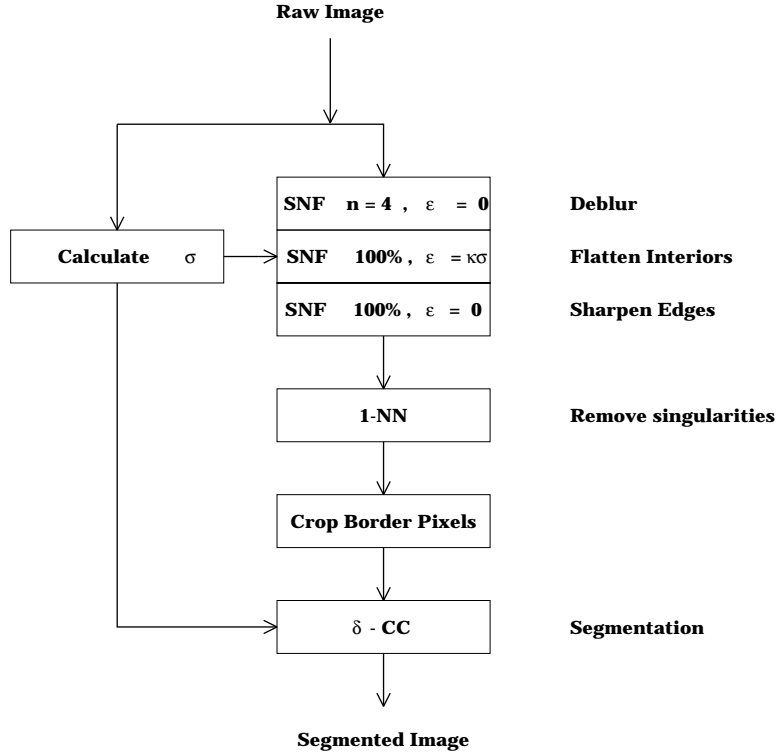 Raw Image
SNF n = 4 , ε = 0 Deblur
Calculate σ
SNF 100% , ε = κσ Flatten Interiors
SNF 100% , ε = 0 Sharpen Edges
1-NN Remove singularities
Crop Border Pixels
δ - CC Segmentation
Segmented Image